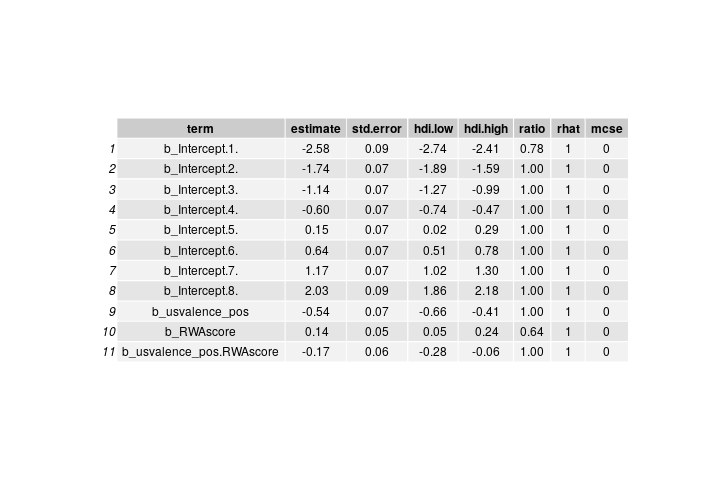 term estimate std.error hdi.low hdi.high ratio rhat mcse
1 b_Intercept.1. -2.58 0.09 -2.74 -2.41 0.78 1 0
2 b_Intercept.2. -1.74 0.07 -1.89 -1.59 1.00 1 0
3 b_Intercept.3. -1.14 0.07 -1.27 -0.99 1.00 1 0
4 b_Intercept.4. -0.60 0.07 -0.74 -0.47 1.00 1 0
5 b_Intercept.5. 0.15 0.07 0.02 0.29 1.00 1 0
6 b_Intercept.6. 0.64 0.07 0.51 0.78 1.00 1 0
7 b_Intercept.7. 1.17 0.07 1.02 1.30 1.00 1 0
8 b_Intercept.8. 2.03 0.09 1.86 2.18 1.00 1 0
9 b_usvalence_pos -0.54 0.07 -0.66 -0.41 1.00 1 0
10 b_RWAscore 0.14 0.05 0.05 0.24 0.64 1 0
11 b_usvalence_pos.RWAscore -0.17 0.06 -0.28 -0.06 1.00 1 0